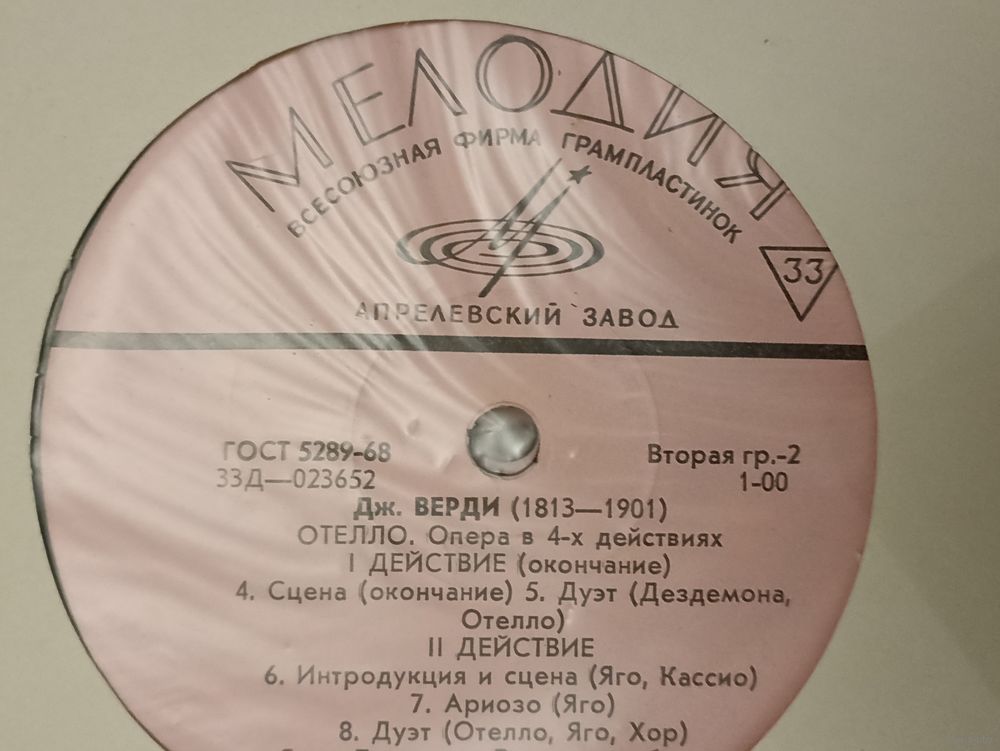 МЕЛОДИЯ
ВСЕСОЮЗНАЯ ФИРМА ГРАМПЛАСТИНОК
33
АПРЕЛЕВСКИЙ ЗАВОД
ГОСТ 5289-68
Вторая гр.-2
33Д—023652
1-00
Дж. ВЕРДИ (1813—1901)
ОТЕЛЛО. Опера в 4-х действиях
I ДЕЙСТВИЕ (окончание)
4. Сцена (окончание) 5. Дуэт (Дездемона,
Отелло)
II ДЕЙСТВИЕ
6. Интродукция и сцена (Яго, Кассио)
7. Ариозо (Яго)
8. Дуэт (Отелло, Яго, Хор)